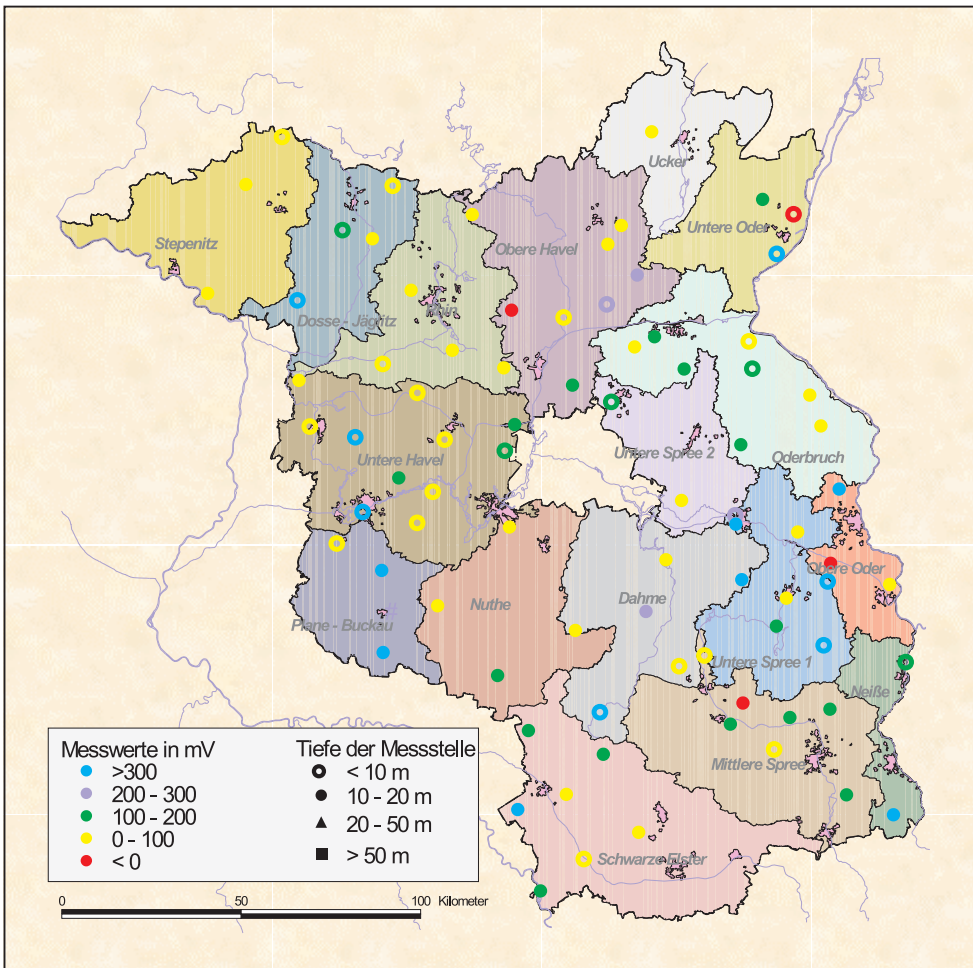 Ucker
Untere Oder
Stepenitz
Obere Havel
Dosse - Jäglitz
Rhin
Untere Havel
Untere Spree 2
Oderbruch
Obere Oder
Plane - Buckau
Nuthe
Dahme
Untere Spree 1
Neiße
Mittlere Spree
Schwarze Elster
Messwerte in mV
>300
200 - 300
100 - 200
0 - 100
< 0
Tiefe der Messstelle
< 10 m
10 - 20 m
20 - 50 m
> 50 m
0 50 100 Kilometer